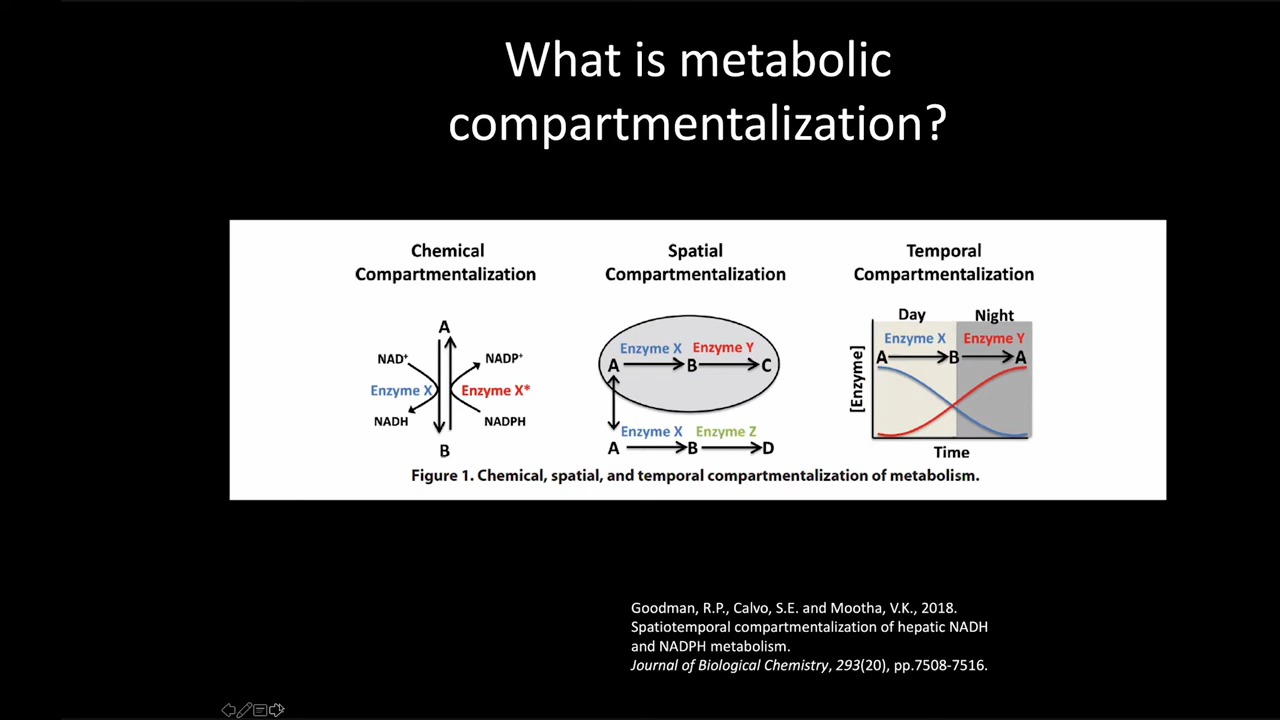 What is metabolic
compartmentalization?
Chemical
Compartmentalization
A
NAD⁺
NADP⁺
Enzyme X
Enzyme X*
NADH
NADPH
B
Spatial
Compartmentalization
Enzyme X Enzyme Y
A B C
Enzyme X Enzyme Z
A B D
Temporal
Compartmentalization
Day Night
Enzyme X Enzyme Y
A B A
[Enzyme]
Time
Figure 1. Chemical, spatial, and temporal compartmentalization of metabolism.
Goodman, R.P., Calvo, S.E. and Mootha, V.K., 2018.
Spatiotemporal compartmentalization of hepatic NADH
and NADPH metabolism.
Journal of Biological Chemistry, 293(20), pp.7508-7516.